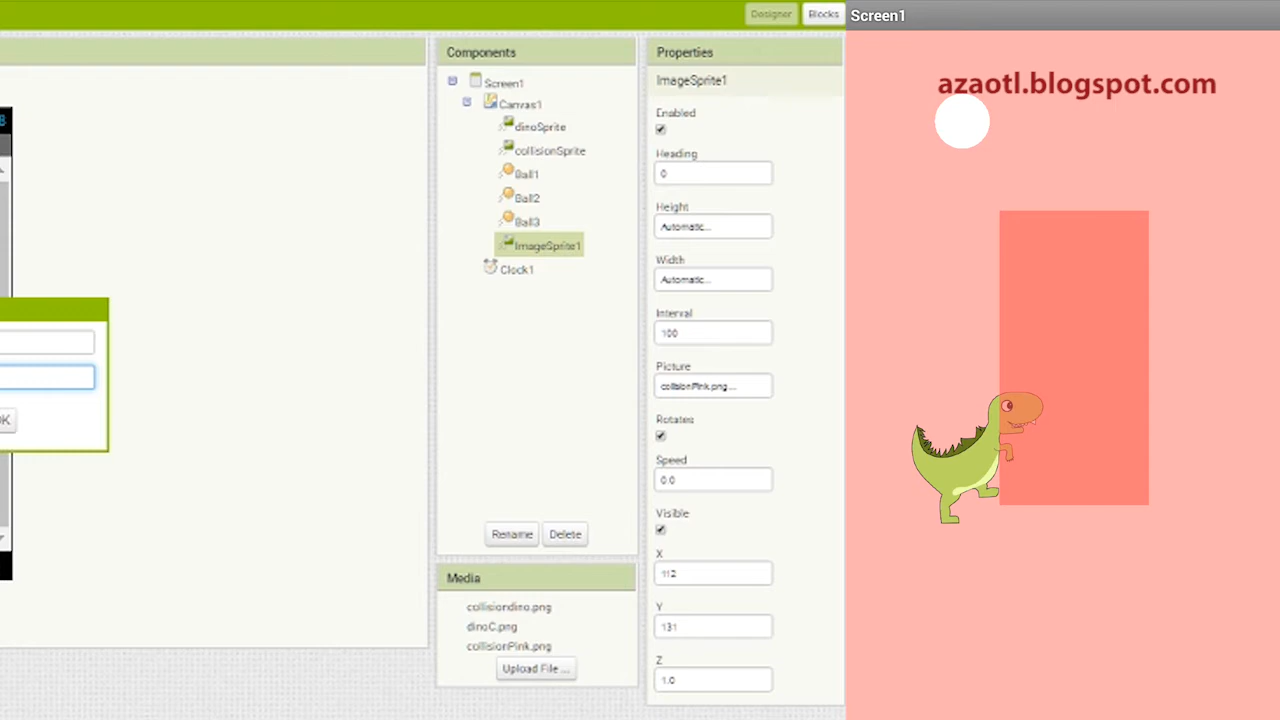 Designer
Blocks
Screen1
azaotl.blogspot.com
Components
Screen1
Canvas1
dinoSprite
collisionSprite
Ball1
Ball2
Ball3
ImageSprite1
Clock1
Rename
Delete
Media
collisiondino.png
dinoC.png
collisionPink.png
Upload File ...
Properties
ImageSprite1
Enabled
Heading
0
Height
Automatic...
Width
Automatic...
Interval
100
Picture
collisionPink.png...
Rotates
Speed
0.0
Visible
X
112
Y
131
Z
1.0
8